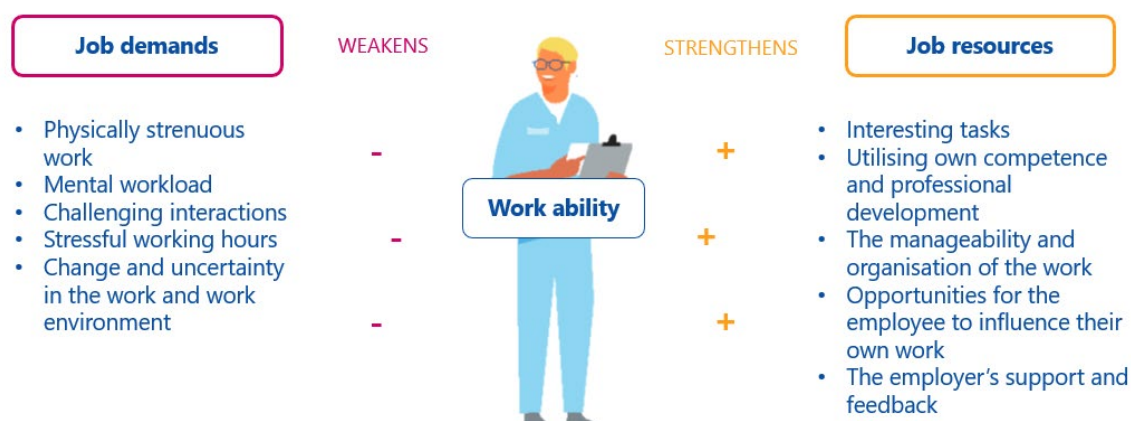 Job demands
WEAKENS
STRENGTHENS
Job resources
• Physically strenuous
work
• Mental workload
• Challenging interactions
• Stressful working hours
• Change and uncertainty
in the work and work
environment
-
-
-
Work ability
+
+
+
• Interesting tasks
• Utilising own competence
and professional
development
• The manageability and
organisation of the work
• Opportunities for the
employee to influence their
own work
• The employer's support and
feedback